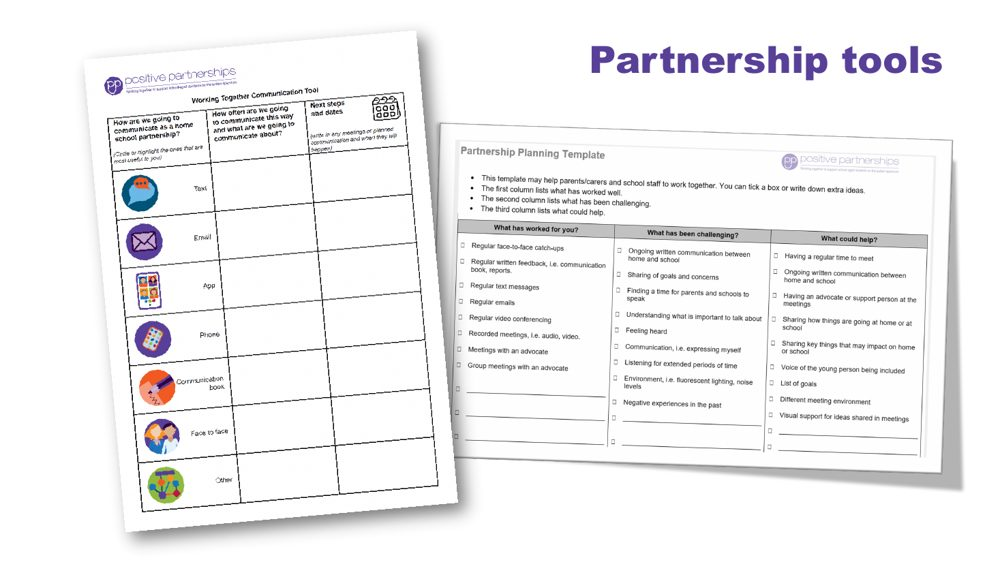 Partnership tools
positive partnerships
Working Together Communication Tool
How are we going to
communicate as a home
school partnership?
(Circle or highlight the ones that are
most useful to you)
How often are we going
to communicate this way
and what are we going to
communicate about?
Next steps
and dates
(write in any meetings or planned
communication and when they will
happen)
Text
Email
App
Phone
Communication
book
Face to face
Other
Partnership Planning Template
positive partnerships
• This template may help parents/carers and school staff to work together. You can tick a box or write down extra ideas.
• The first column lists what has worked well.
• The second column lists what has been challenging.
• The third column lists what could help.
What has worked for you?
Regular face-to-face catch-ups
Regular written feedback, i.e. communication
book, reports.
Regular text messages
Regular emails
Regular video conferencing
Recorded meetings, i.e. audio, video.
Meetings with an advocate
Group meetings with an advocate
What has been challenging?
Ongoing written communication between
home and school
Sharing of goals and concerns
Finding a time for parents and schools to
speak
Understanding what is important to talk about
Feeling heard
Communication, i.e. expressing myself
Listening for extended periods of time
Environment, i.e. fluorescent lighting, noise
levels
Negative experiences in the past
What could help?
Having a regular time to meet
Ongoing written communication between
home and school
Having an advocate or support person at the
meetings
Sharing how things are going at home or at
school
Sharing key things that may impact on home
or school
Voice of the young person being included
List of goals
Different meeting environment
Visual support for ideas shared in meetings